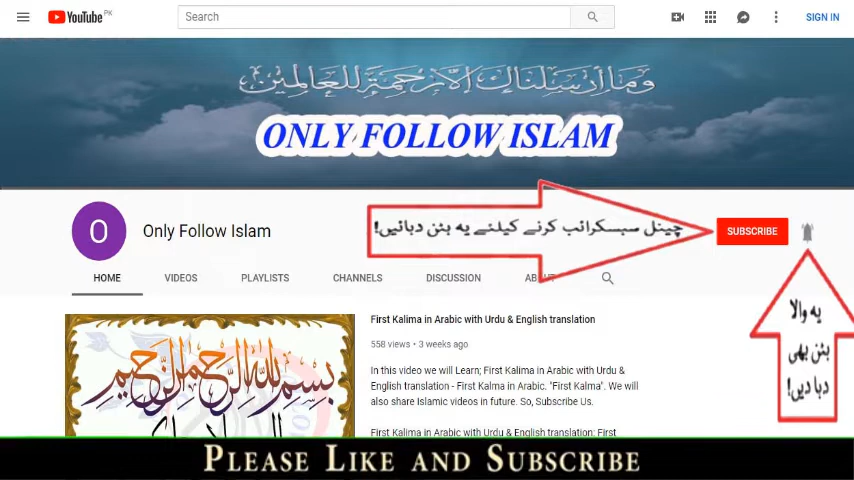 YouTube PK
Search
SIGN IN
وما أرسلناك إلا رحمة للعالمين
ONLY FOLLOW ISLAM
O
Only Follow Islam
چینل سبسکرائب کرنے کیلئے یہ بٹن دبائیں!
SUBSCRIBE
HOME VIDEOS PLAYLISTS CHANNELS DISCUSSION
یہ والا
بٹن بھی
دبا دیں!
بسم الله الرحمن الرحيم
First Kalima in Arabic with Urdu & English translation
558 views • 3 weeks ago
In this video we will Learn; First Kalima in Arabic with Urdu &
English translation - First Kalma in Arabic. "First Kalma". We will
also share Islamic videos in future. So, Subscribe Us.
First Kalima in Arabic with Urdu & English translation: First
PLEASE LIKE AND SUBSCRIBE